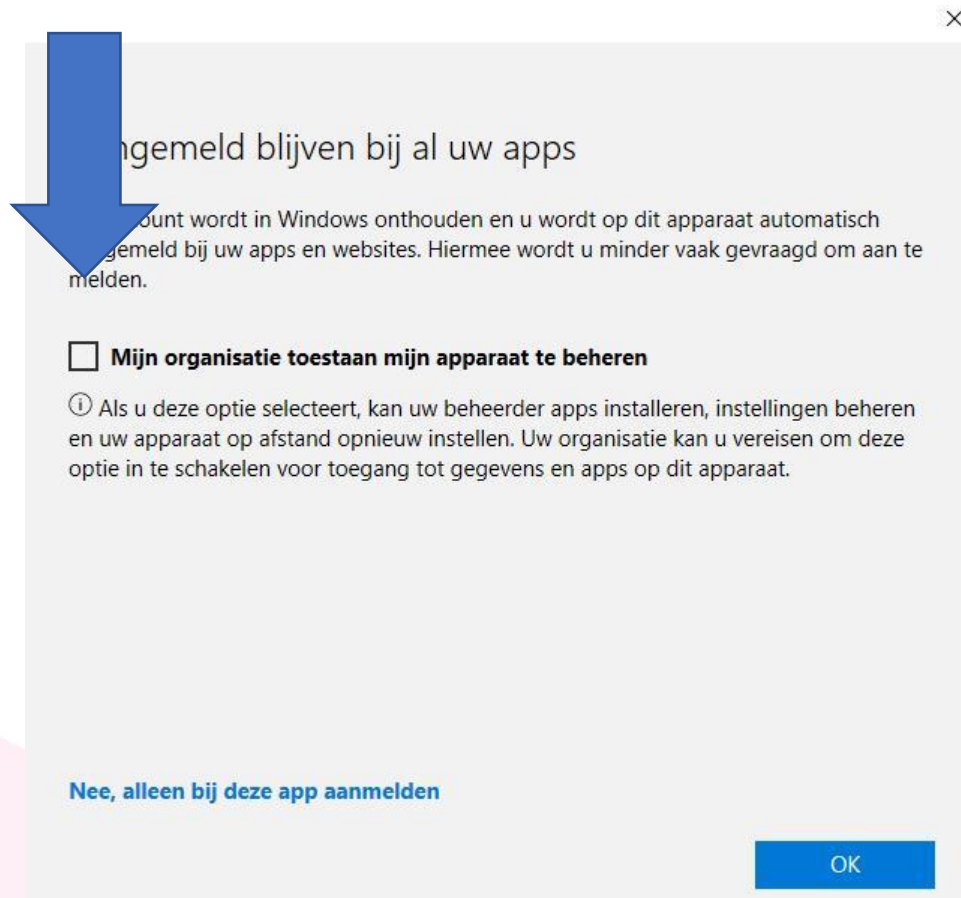 ngemeld blijven bij al uw apps
ount wordt in Windows onthouden en u wordt op dit apparaat automatisch
gemeld bij uw apps en websites. Hiermee wordt u minder vaak gevraagd om aan te
melden.
Mijn organisatie toestaan mijn apparaat te beheren
Als u deze optie selecteert, kan uw beheerder apps installeren, instellingen beheren
en uw apparaat op afstand opnieuw instellen. Uw organisatie kan u vereisen om deze
optie in te schakelen voor toegang tot gegevens en apps op dit apparaat.
Nee, alleen bij deze app aanmelden
OK